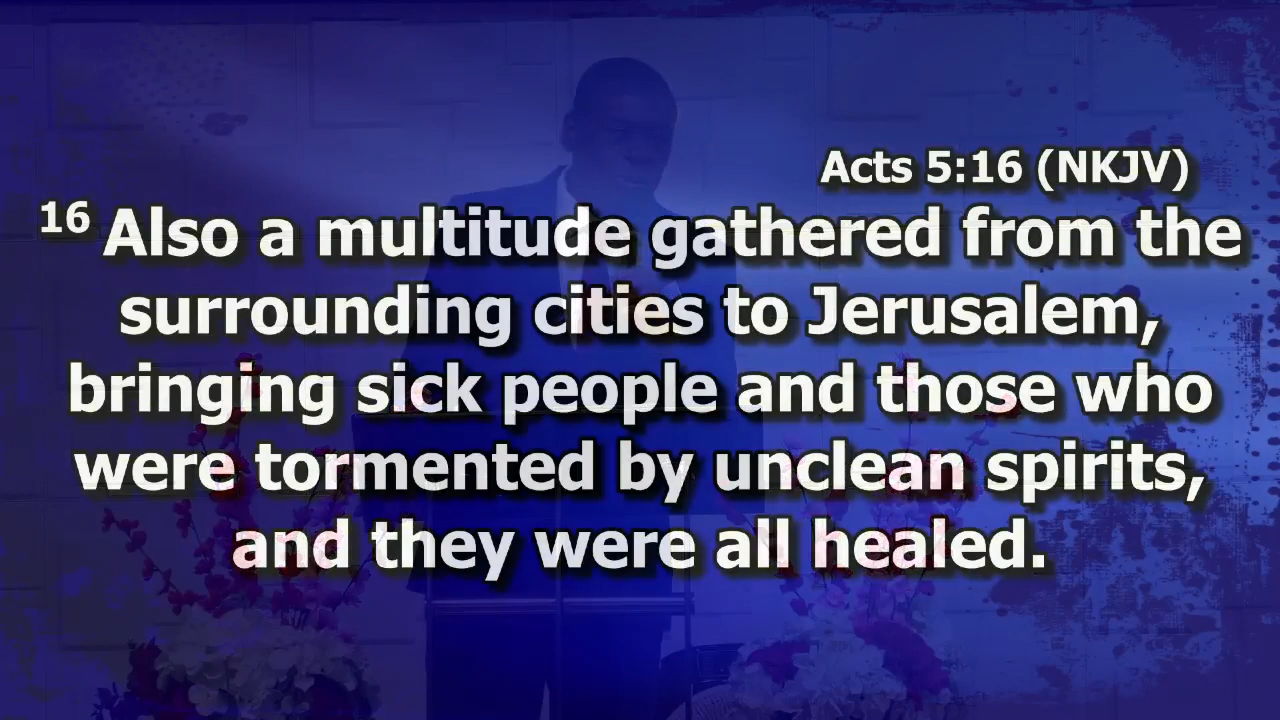 Acts 5:16 (NKJV)
16 Also a multitude gathered from the
surrounding cities to Jerusalem,
bringing sick people and those who
were tormented by unclean spirits,
and they were all healed.